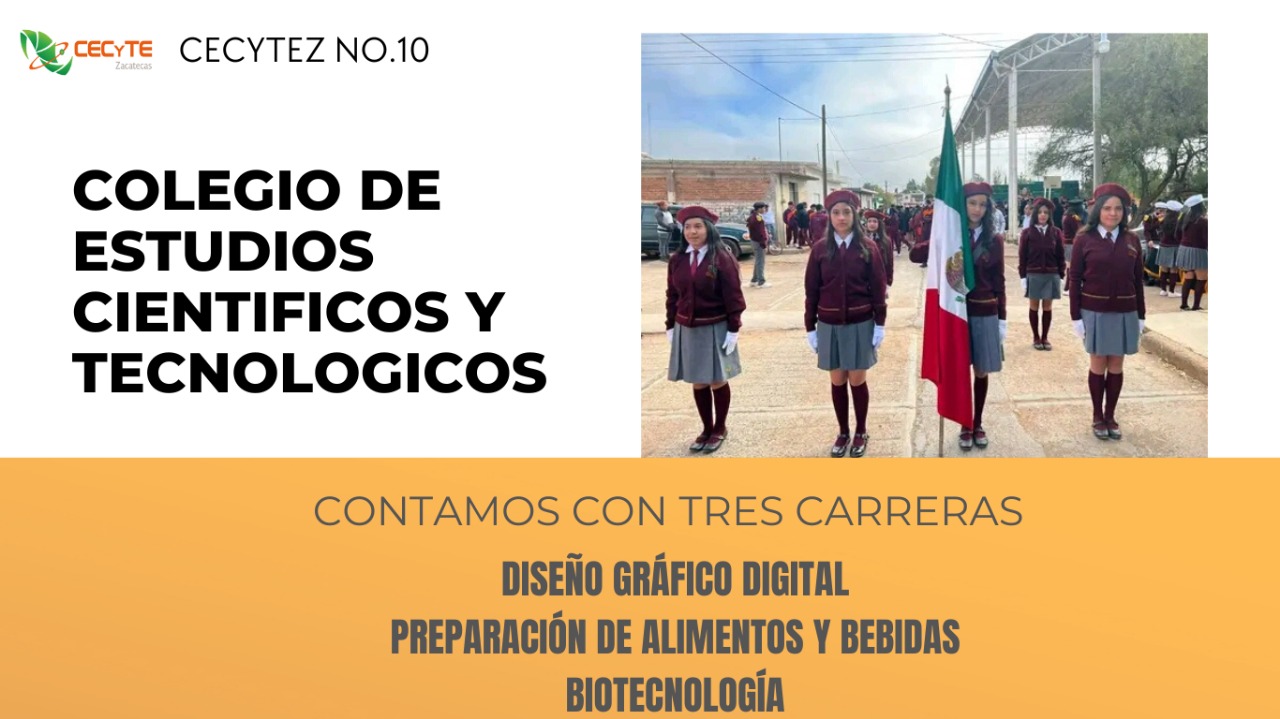 CECyTE
Zacatecas
CECYTEZ NO.10
COLEGIO DE
ESTUDIOS
CIENTIFICOS Y
TECNOLOGICOS
CONTAMOS CON TRES CARRERAS
DISEÑO GRÁFICO DIGITAL
PREPARACIÓN DE ALIMENTOS Y BEBIDAS
BIOTECNOLOGÍA